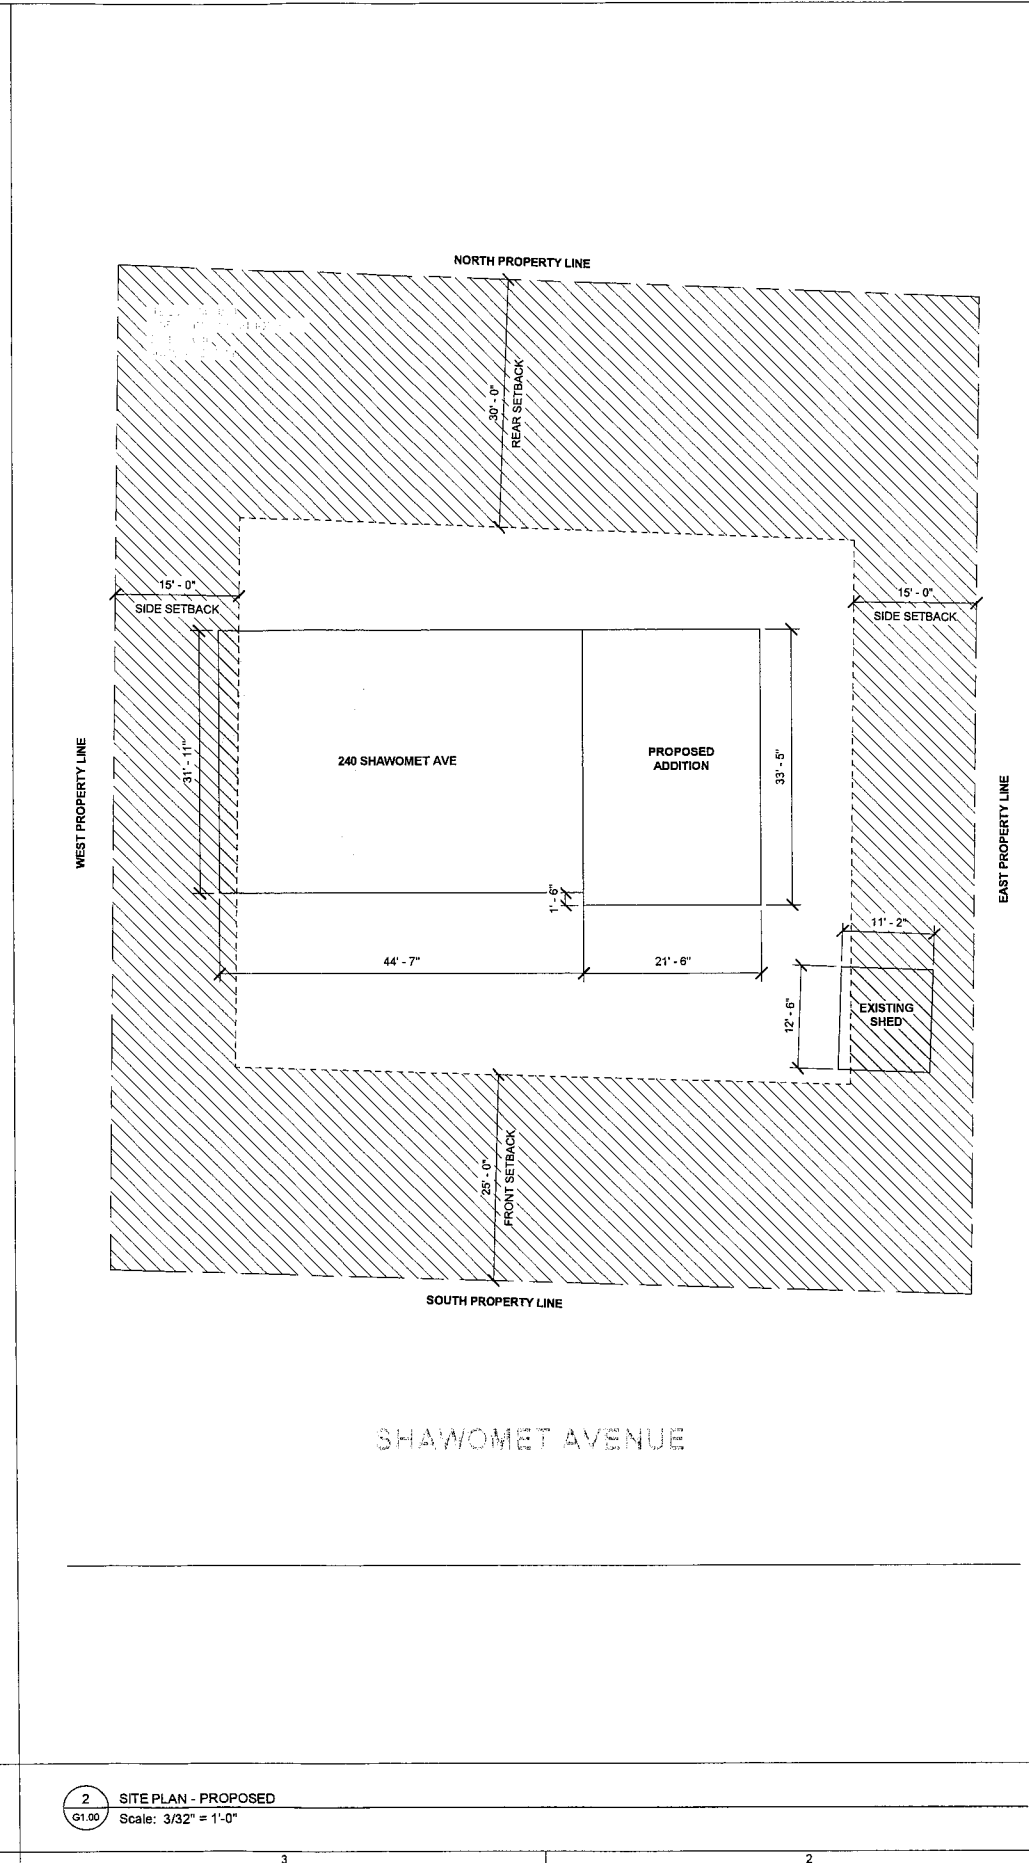 NORTH PROPERTY LINE
30' - 0"
REAR SETBACK
15' - 0"
SIDE SETBACK
15' - 0"
SIDE SETBACK
WEST PROPERTY LINE
31' - 11"
240 SHAWOMET AVE
PROPOSED
ADDITION
33' - 5"
EAST PROPERTY LINE
1' - 6"
11' - 2"
44' - 7"
21' - 6"
12' - 6"
EXISTING
SHED
25' - 0"
FRONT SETBACK
SOUTH PROPERTY LINE
SHAWOMET AVENUE
2
G1.00
SITE PLAN - PROPOSED
Scale: 3/32" = 1'-0"
3
2